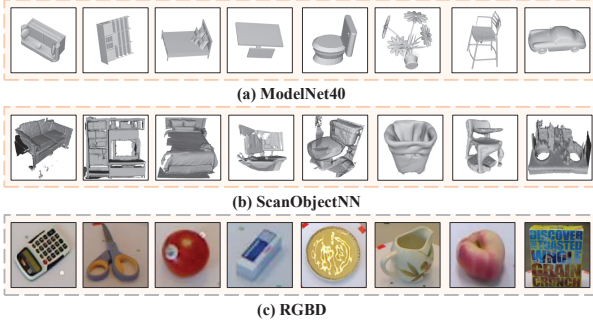 (a) ModelNet40
(b) ScanObjectNN
DISCOVER
TOASTED
WHOLE
GRAIN
CRUNCH
(c) RGBD